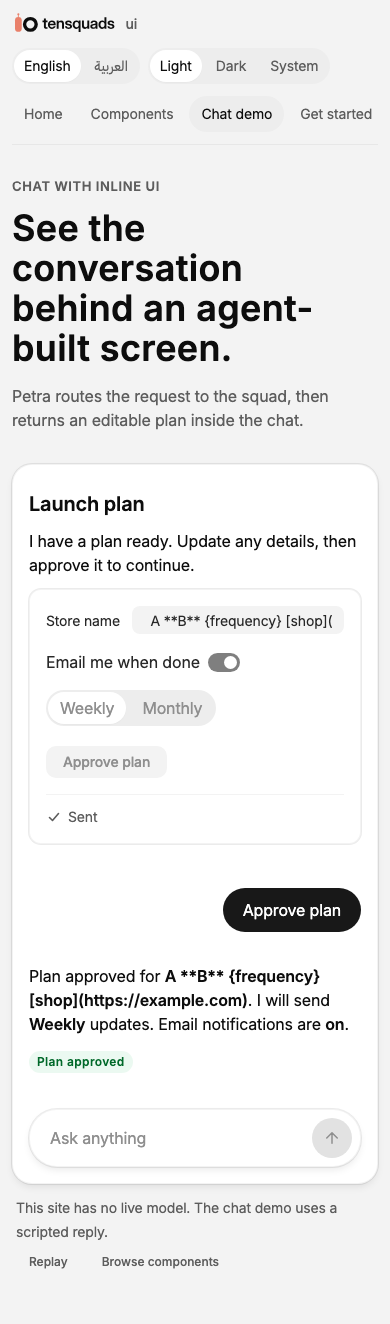 tensquads ui
English العربية Light Dark System
Home Components Chat demo Get started
CHAT WITH INLINE UI
See the
conversation
behind an agent-
built screen.
Petra routes the request to the squad, then
returns an editable plan inside the chat.
Launch plan
I have a plan ready. Update any details, then
approve it to continue.
Store name A **B** {frequency} [shop](
Email me when done
Weekly Monthly
Approve plan
Sent
Approve plan
Plan approved for A **B** {frequency}
[shop](https://example.com). I will send
Weekly updates. Email notifications are on.
Plan approved
Ask anything
This site has no live model. The chat demo uses a
scripted reply.
Replay Browse components